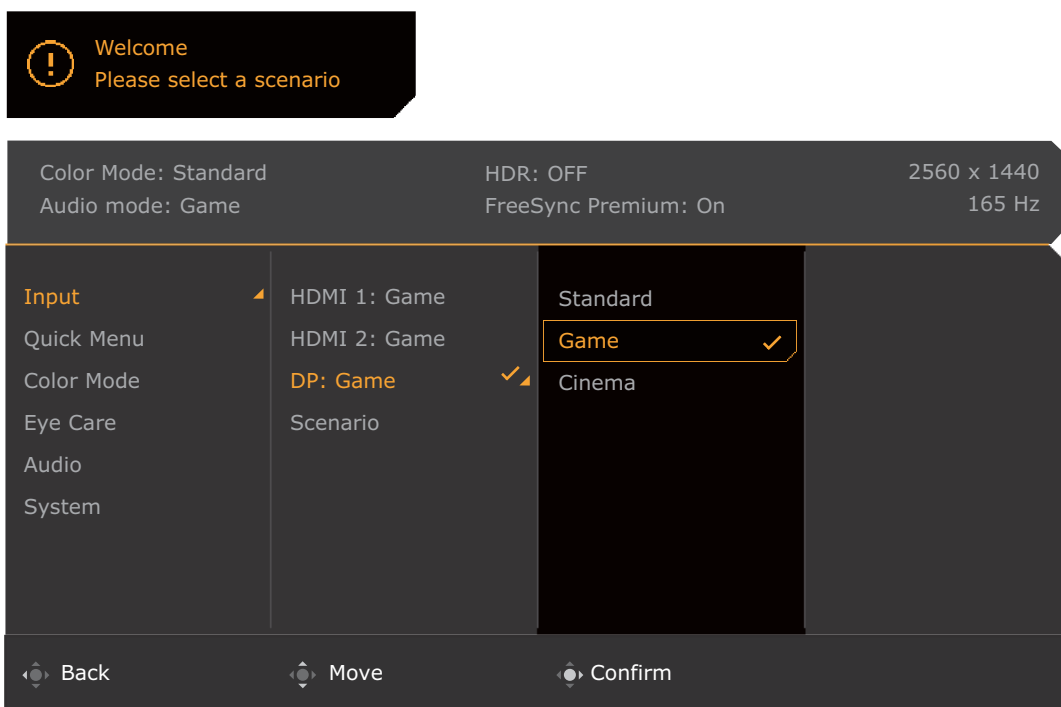 Welcome
Please select a scenario
Color Mode: Standard
Audio mode: Game
HDR: OFF
FreeSync Premium: On
2560 x 1440
165 Hz
Input
Quick Menu
Color Mode
Eye Care
Audio
System
HDMI 1: Game
HDMI 2: Game
DP: Game
Scenario
Standard
Game
Cinema
Back
Move
Confirm